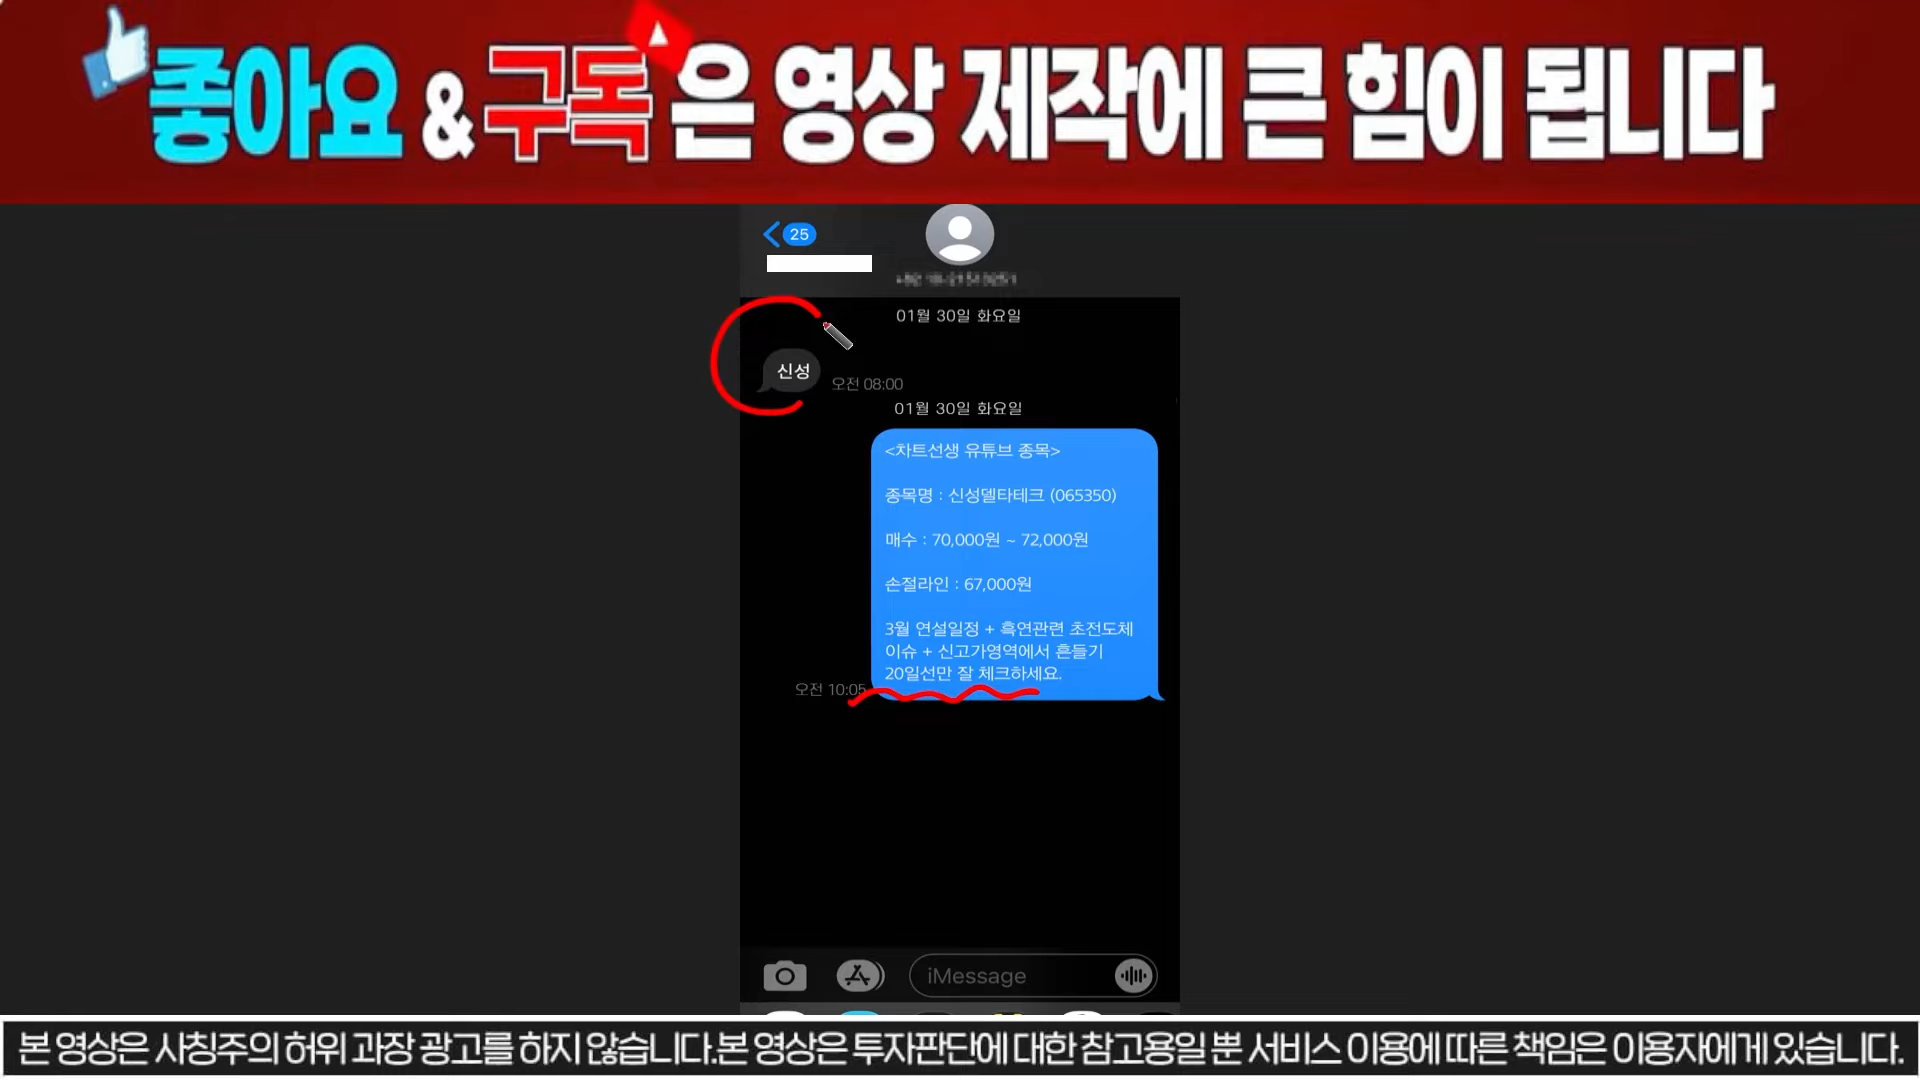 좋아요 & 구독은 영상 제작에 큰 힘이 됩니다
25
01월 30일 화요일
신성
오전 08:00
01월 30일 화요일
<차트선생 유튜브 종목>
종목명 : 신성델타테크 (065350)
매수 : 70,000원 ~ 72,000원
손절라인 : 67,000원
3월 연설일정 + 흑연관련 초전도체
이슈 + 신고가영역에서 흔들기
20일선만 잘 체크하세요.
오전 10:05
iMessage
본 영상은 사칭주의 허위 과장 광고를 하지 않습니다.본 영상은 투자판단에 대한 참고용일 뿐 서비스 이용에 따른 책임은 이용자에게 있습니다.